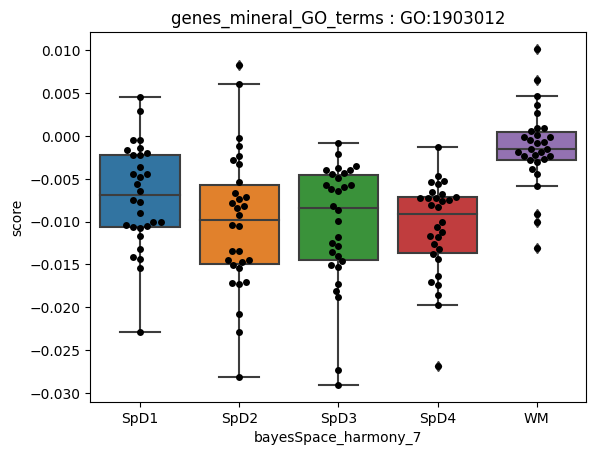 genes_mineral_GO_terms : GO:1903012
0.010
0.005
0.000
−0.005
−0.010
−0.015
−0.020
−0.025
−0.030
score
SpD1 SpD2 SpD3 SpD4 WM
bayesSpace_harmony_7